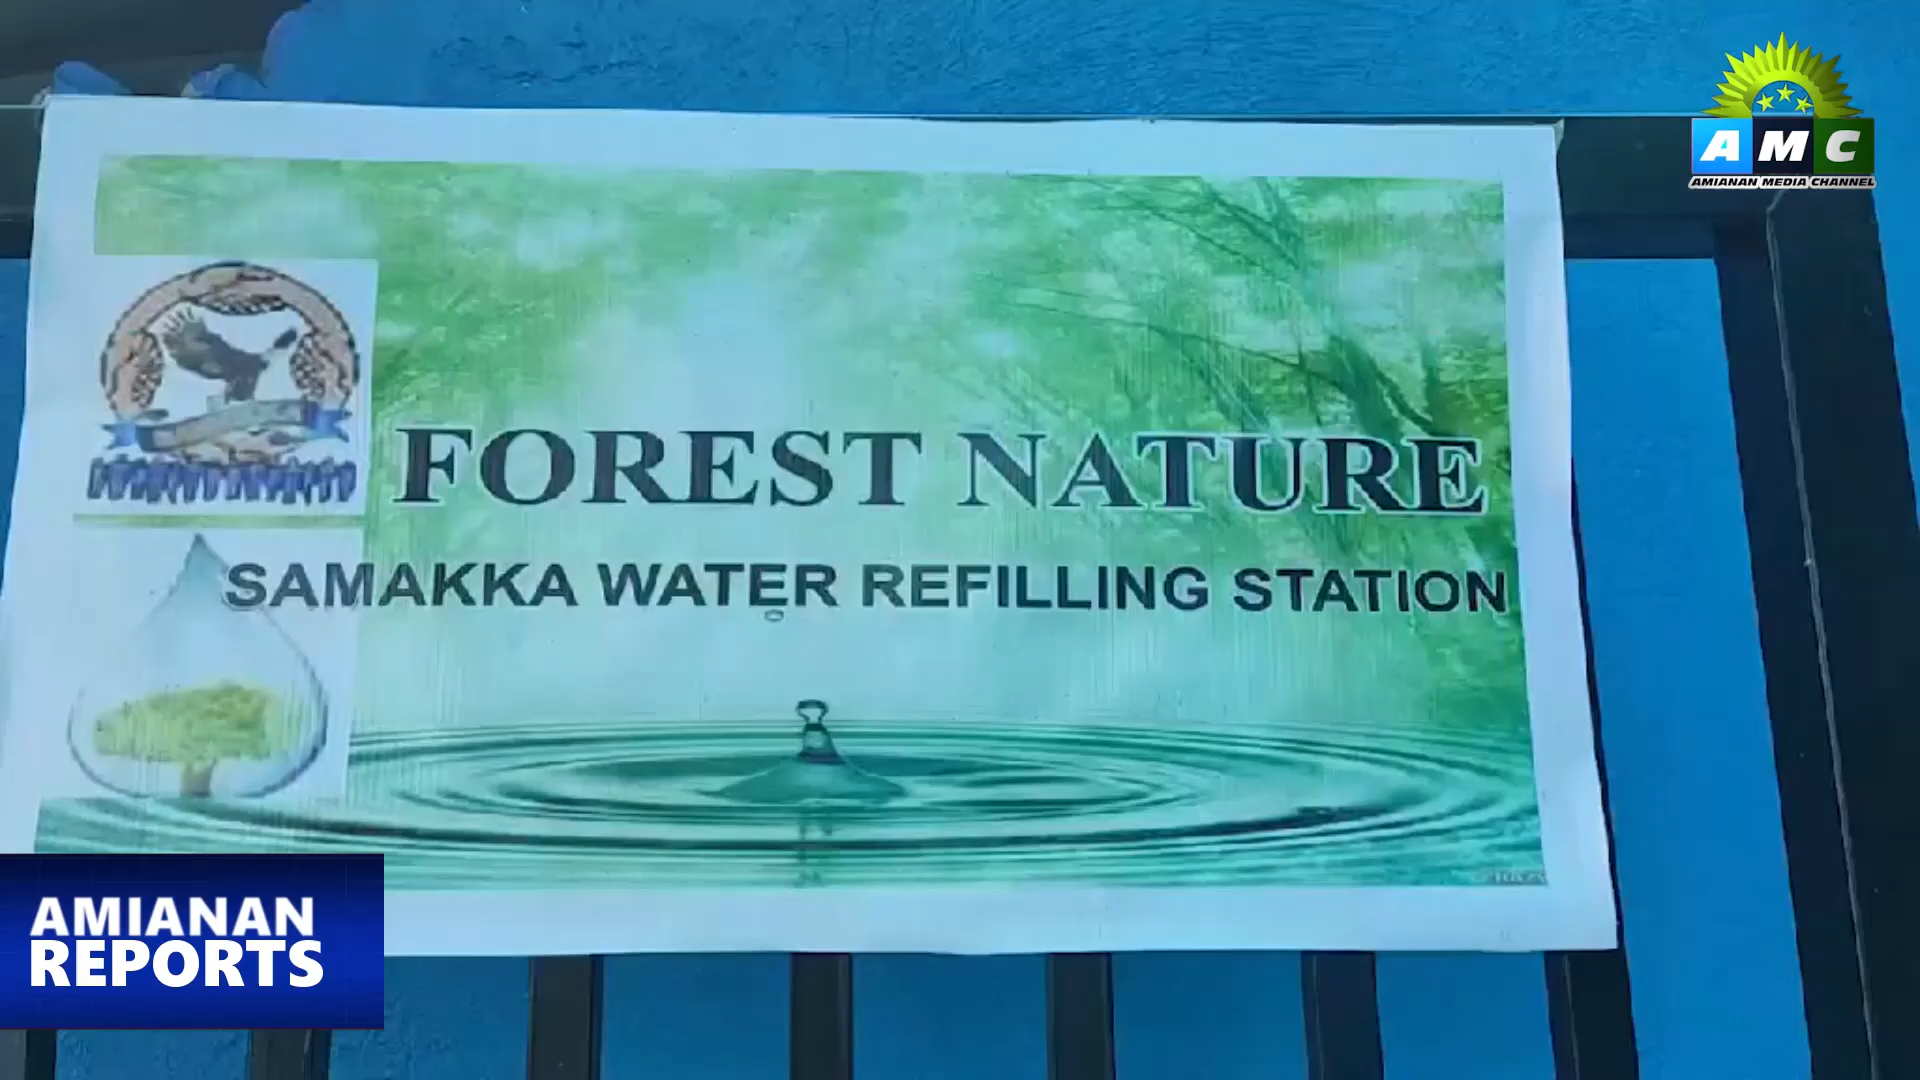 AMC
AMIANAN MEDIA CHANNEL
FOREST NATURE
SAMAKKA WATER REFILLING STATION
AMIANAN
REPORTS